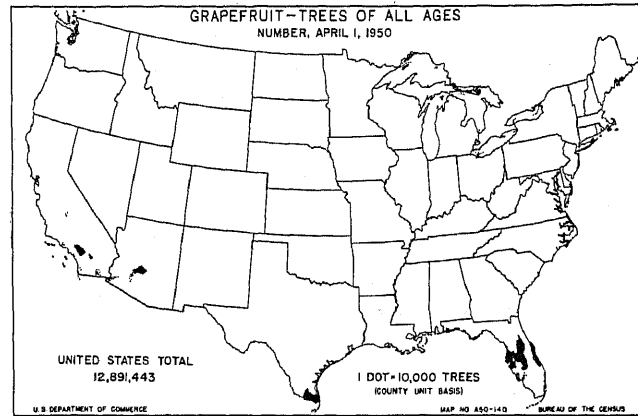 GRAPEFRUIT—TREES OF ALL AGES
NUMBER, APRIL 1, 1950
UNITED STATES TOTAL
12,891,443
1 DOT=10,000 TREES
(COUNTY UNIT BASIS)
U.S DEPARTMENT OF COMMERCE
MAP NO A50-140
BUREAU OF THE CENSUS